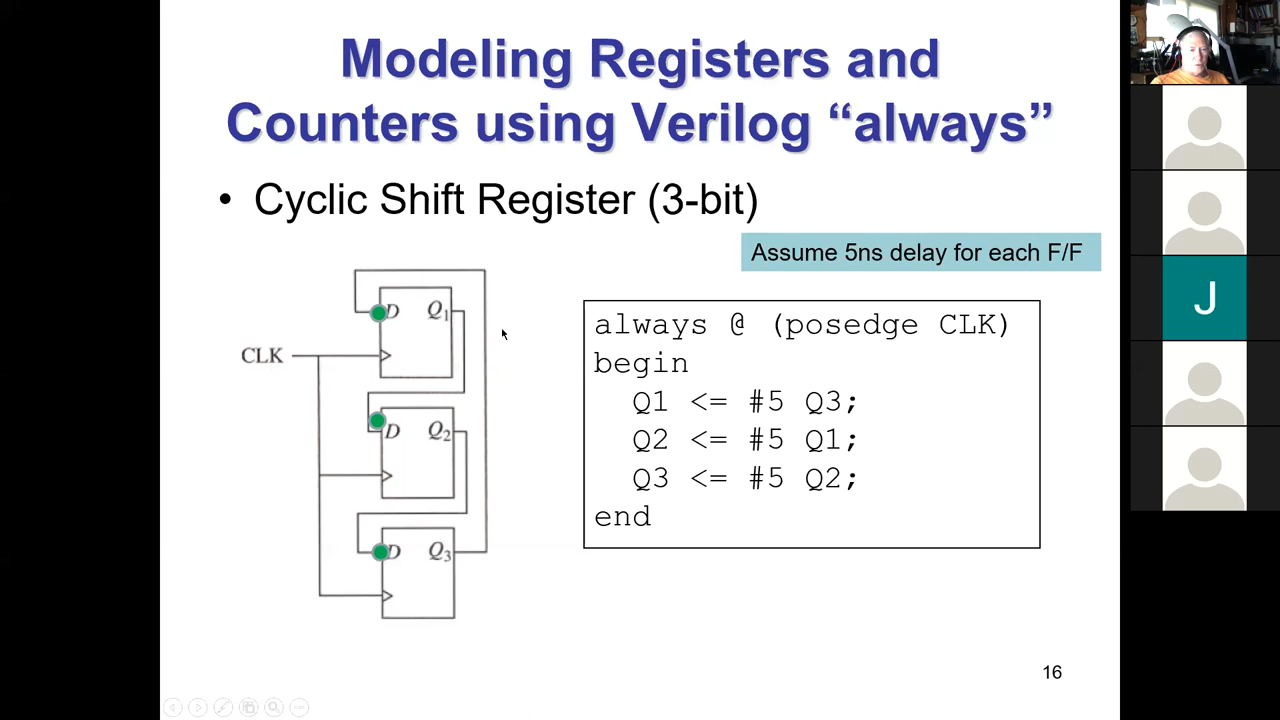 Modeling Registers and
Counters using Verilog “always”
• Cyclic Shift Register (3-bit)
Assume 5ns delay for each F/F
D Q1
CLK
D Q2
D Q3
always @ (posedge CLK)
begin
Q1 <= #5 Q3;
Q2 <= #5 Q1;
Q3 <= #5 Q2;
end
16
J